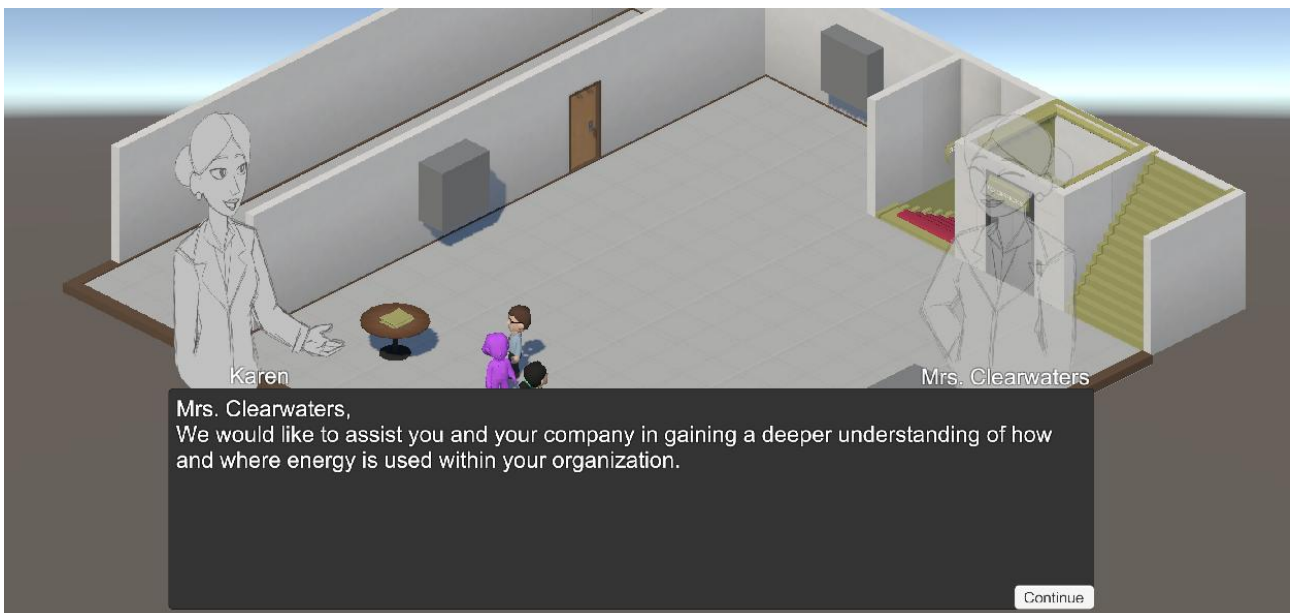 Karen
Mrs. Clearwaters
Mrs. Clearwaters,
We would like to assist you and your company in gaining a deeper understanding of how
and where energy is used within your organization.
Continue